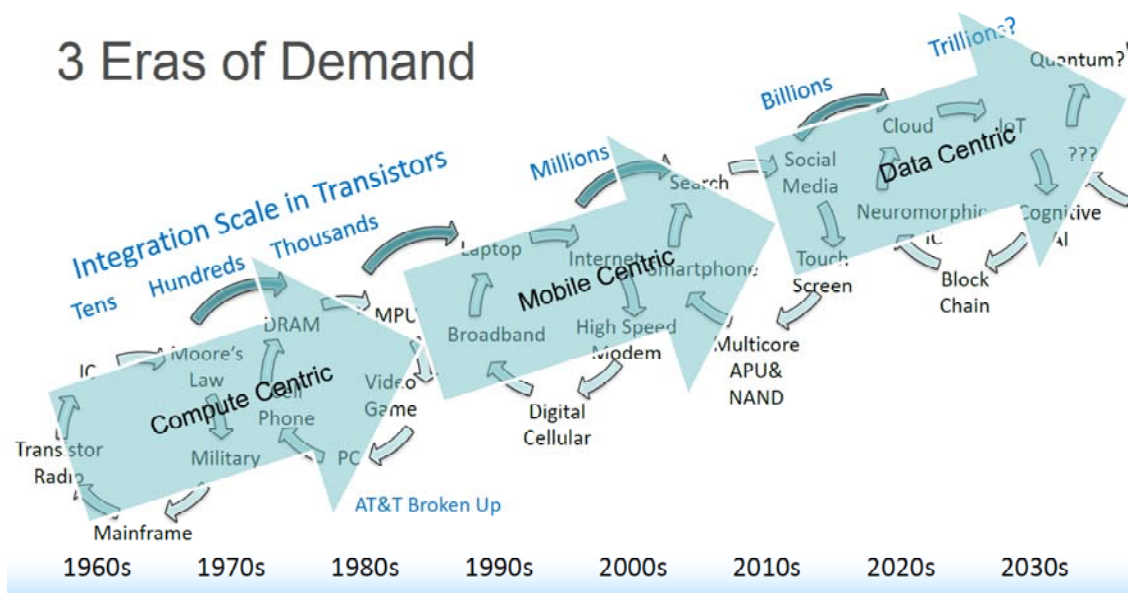 3 Eras of Demand
Integration Scale in Transistors
Tens
Hundreds
Thousands
Millions
Billions
Trillions?
IC
Moore's
Law
Transistor
Radio
Mainframe
Military
Compute Centric
DRAM
Cell
Phone
MPU
Video
Game
PC
AT&T Broken Up
Laptop
Broadband
Internet
Mobile Centric
High Speed
Modem
Digital
Cellular
Search
Smartphone
Multicore
APU&
NAND
Social
Media
Touch
Screen
Cloud
Data Centric
Neuromorphic
IC
IoT
Block
Chain
Cognitive
AI
???
Quantum?
1960s
1970s
1980s
1990s
2000s
2010s
2020s
2030s